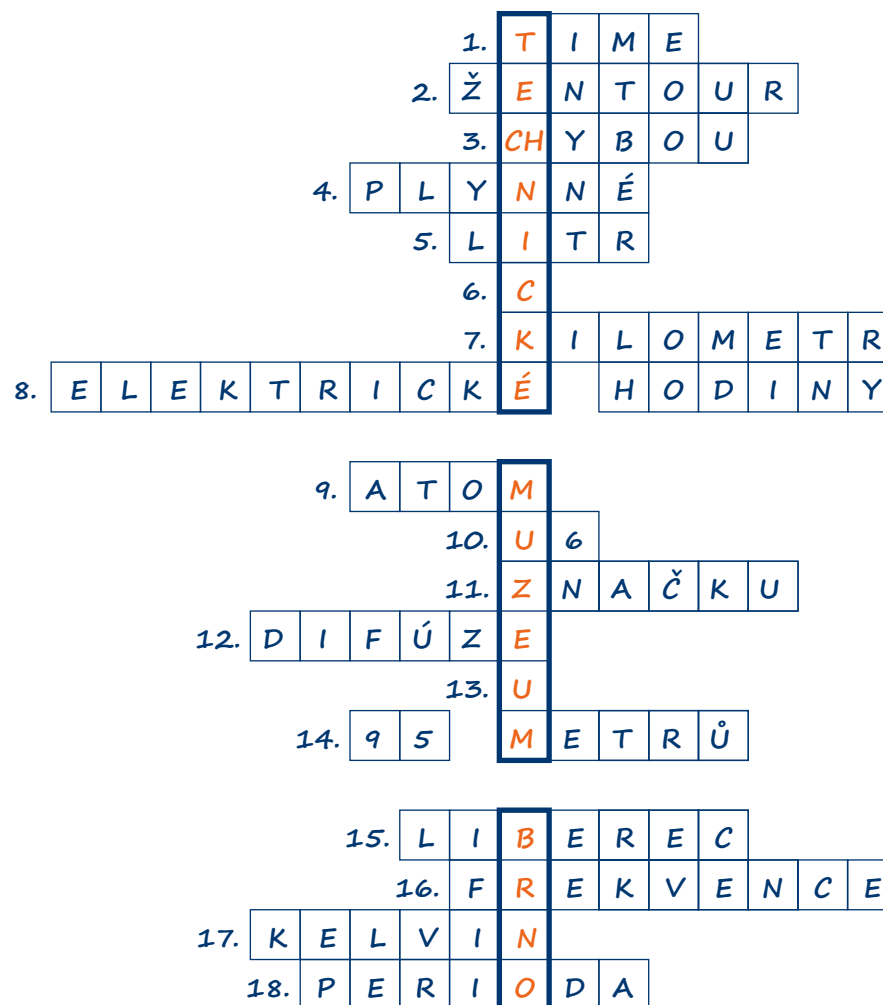 1. TIME
2. ŽENTOUR
3. CHYBOU
4. PLYNNÉ
5. LITR
6. C
7. KILOMETR
8. ELEKTRICKÉ HODINY
9. ATOM
10. U6
11. ZNAČKU
12. DIFÚZE
13. U
14. 95 METRŮ
15. LIBEREC
16. FREKVENCE
17. KELVIN
18. PERIODA